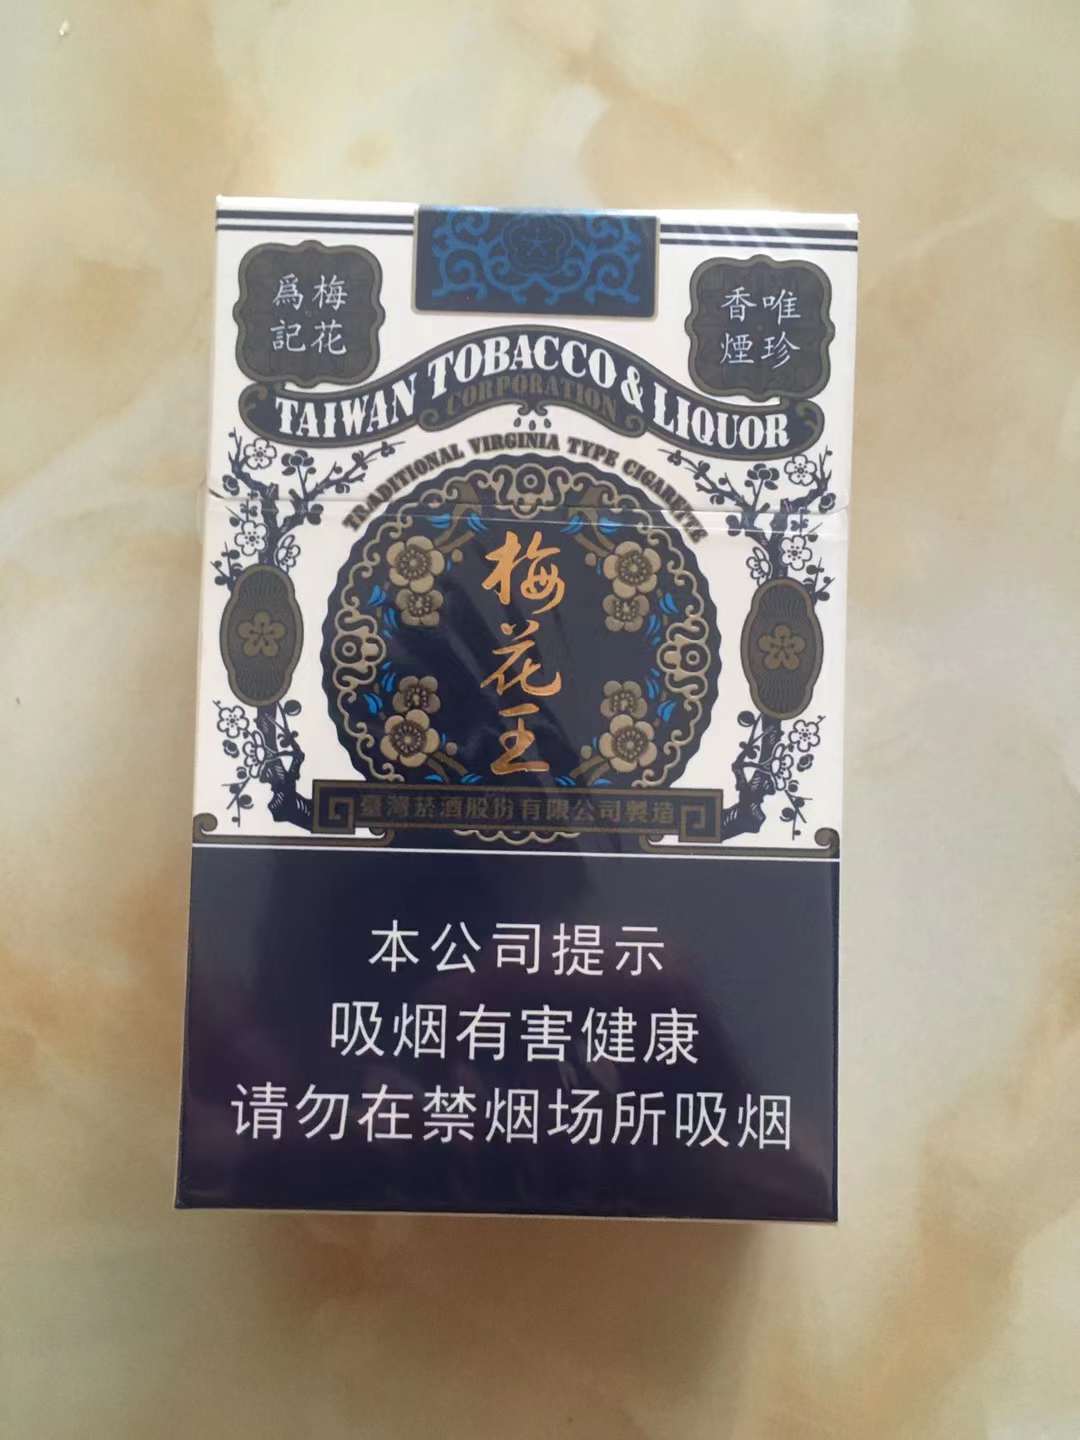 梅花
爲記
唯珍
香煙
TAIWAN TOBACCO & LIQUOR
CORPORATION
TRADITIONAL VIRGINIA TYPE CIGARETTE
梅花王
臺灣菸酒股份有限公司製造
本公司提示
吸烟有害健康
请勿在禁烟场所吸烟